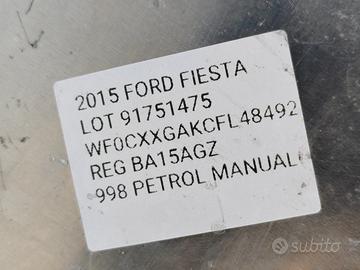 2015 FORD FIESTA
LOT 91751475
WF0CXXGAKCFL48492
REG BA15AGZ
998 PETROL MANUAL
subito